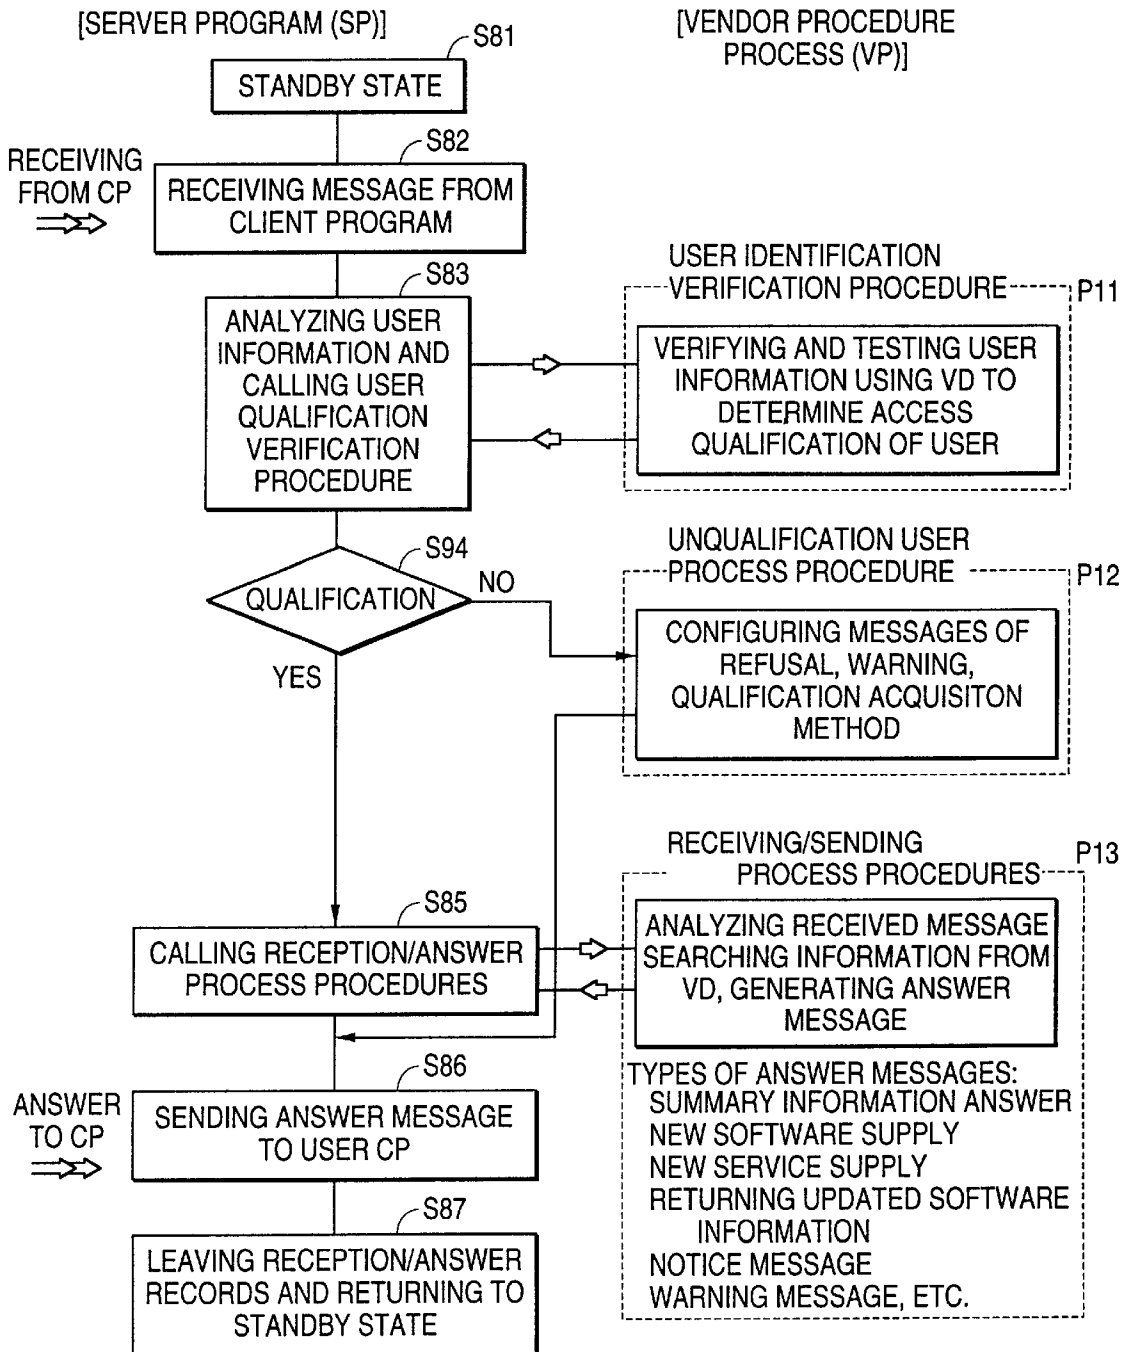 [SERVER PROGRAM (SP)]
[VENDOR PROCEDURE
PROCESS (VP)]
S81
STANDBY STATE
S82
RECEIVING
FROM CP
RECEIVING MESSAGE FROM
CLIENT PROGRAM
S83
ANALYZING USER
INFORMATION AND
CALLING USER
QUALIFICATION
VERIFICATION
PROCEDURE
USER IDENTIFICATION
VERIFICATION PROCEDURE
P11
VERIFYING AND TESTING USER
INFORMATION USING VD TO
DETERMINE ACCESS
QUALIFICATION OF USER
S94
QUALIFICATION
NO
YES
UNQUALIFICATION USER
PROCESS PROCEDURE
P12
CONFIGURING MESSAGES OF
REFUSAL, WARNING,
QUALIFICATION ACQUISITON
METHOD
RECEIVING/SENDING
PROCESS PROCEDURES
P13
S85
CALLING RECEPTION/ANSWER
PROCESS PROCEDURES
ANALYZING RECEIVED MESSAGE
SEARCHING INFORMATION FROM
VD, GENERATING ANSWER
MESSAGE
TYPES OF ANSWER MESSAGES:
SUMMARY INFORMATION ANSWER
NEW SOFTWARE SUPPLY
NEW SERVICE SUPPLY
RETURNING UPDATED SOFTWARE
INFORMATION
NOTICE MESSAGE
WARNING MESSAGE, ETC.
S86
ANSWER
TO CP
SENDING ANSWER MESSAGE
TO USER CP
S87
LEAVING RECEPTION/ANSWER
RECORDS AND RETURNING TO
STANDBY STATE